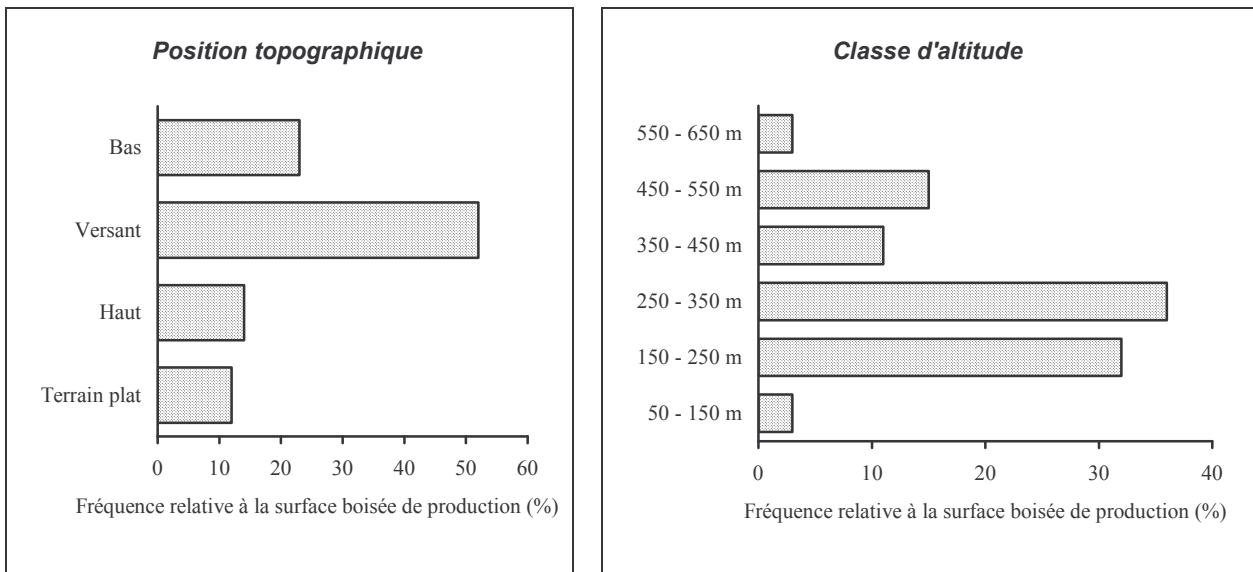 Position topographique
Bas
Versant
Haut
Terrain plat
0 10 20 30 40 50 60
Fréquence relative à la surface boisée de production (%)
Classe d'altitude
550 - 650 m
450 - 550 m
350 - 450 m
250 - 350 m
150 - 250 m
50 - 150 m
0 10 20 30 40
Fréquence relative à la surface boisée de production (%)